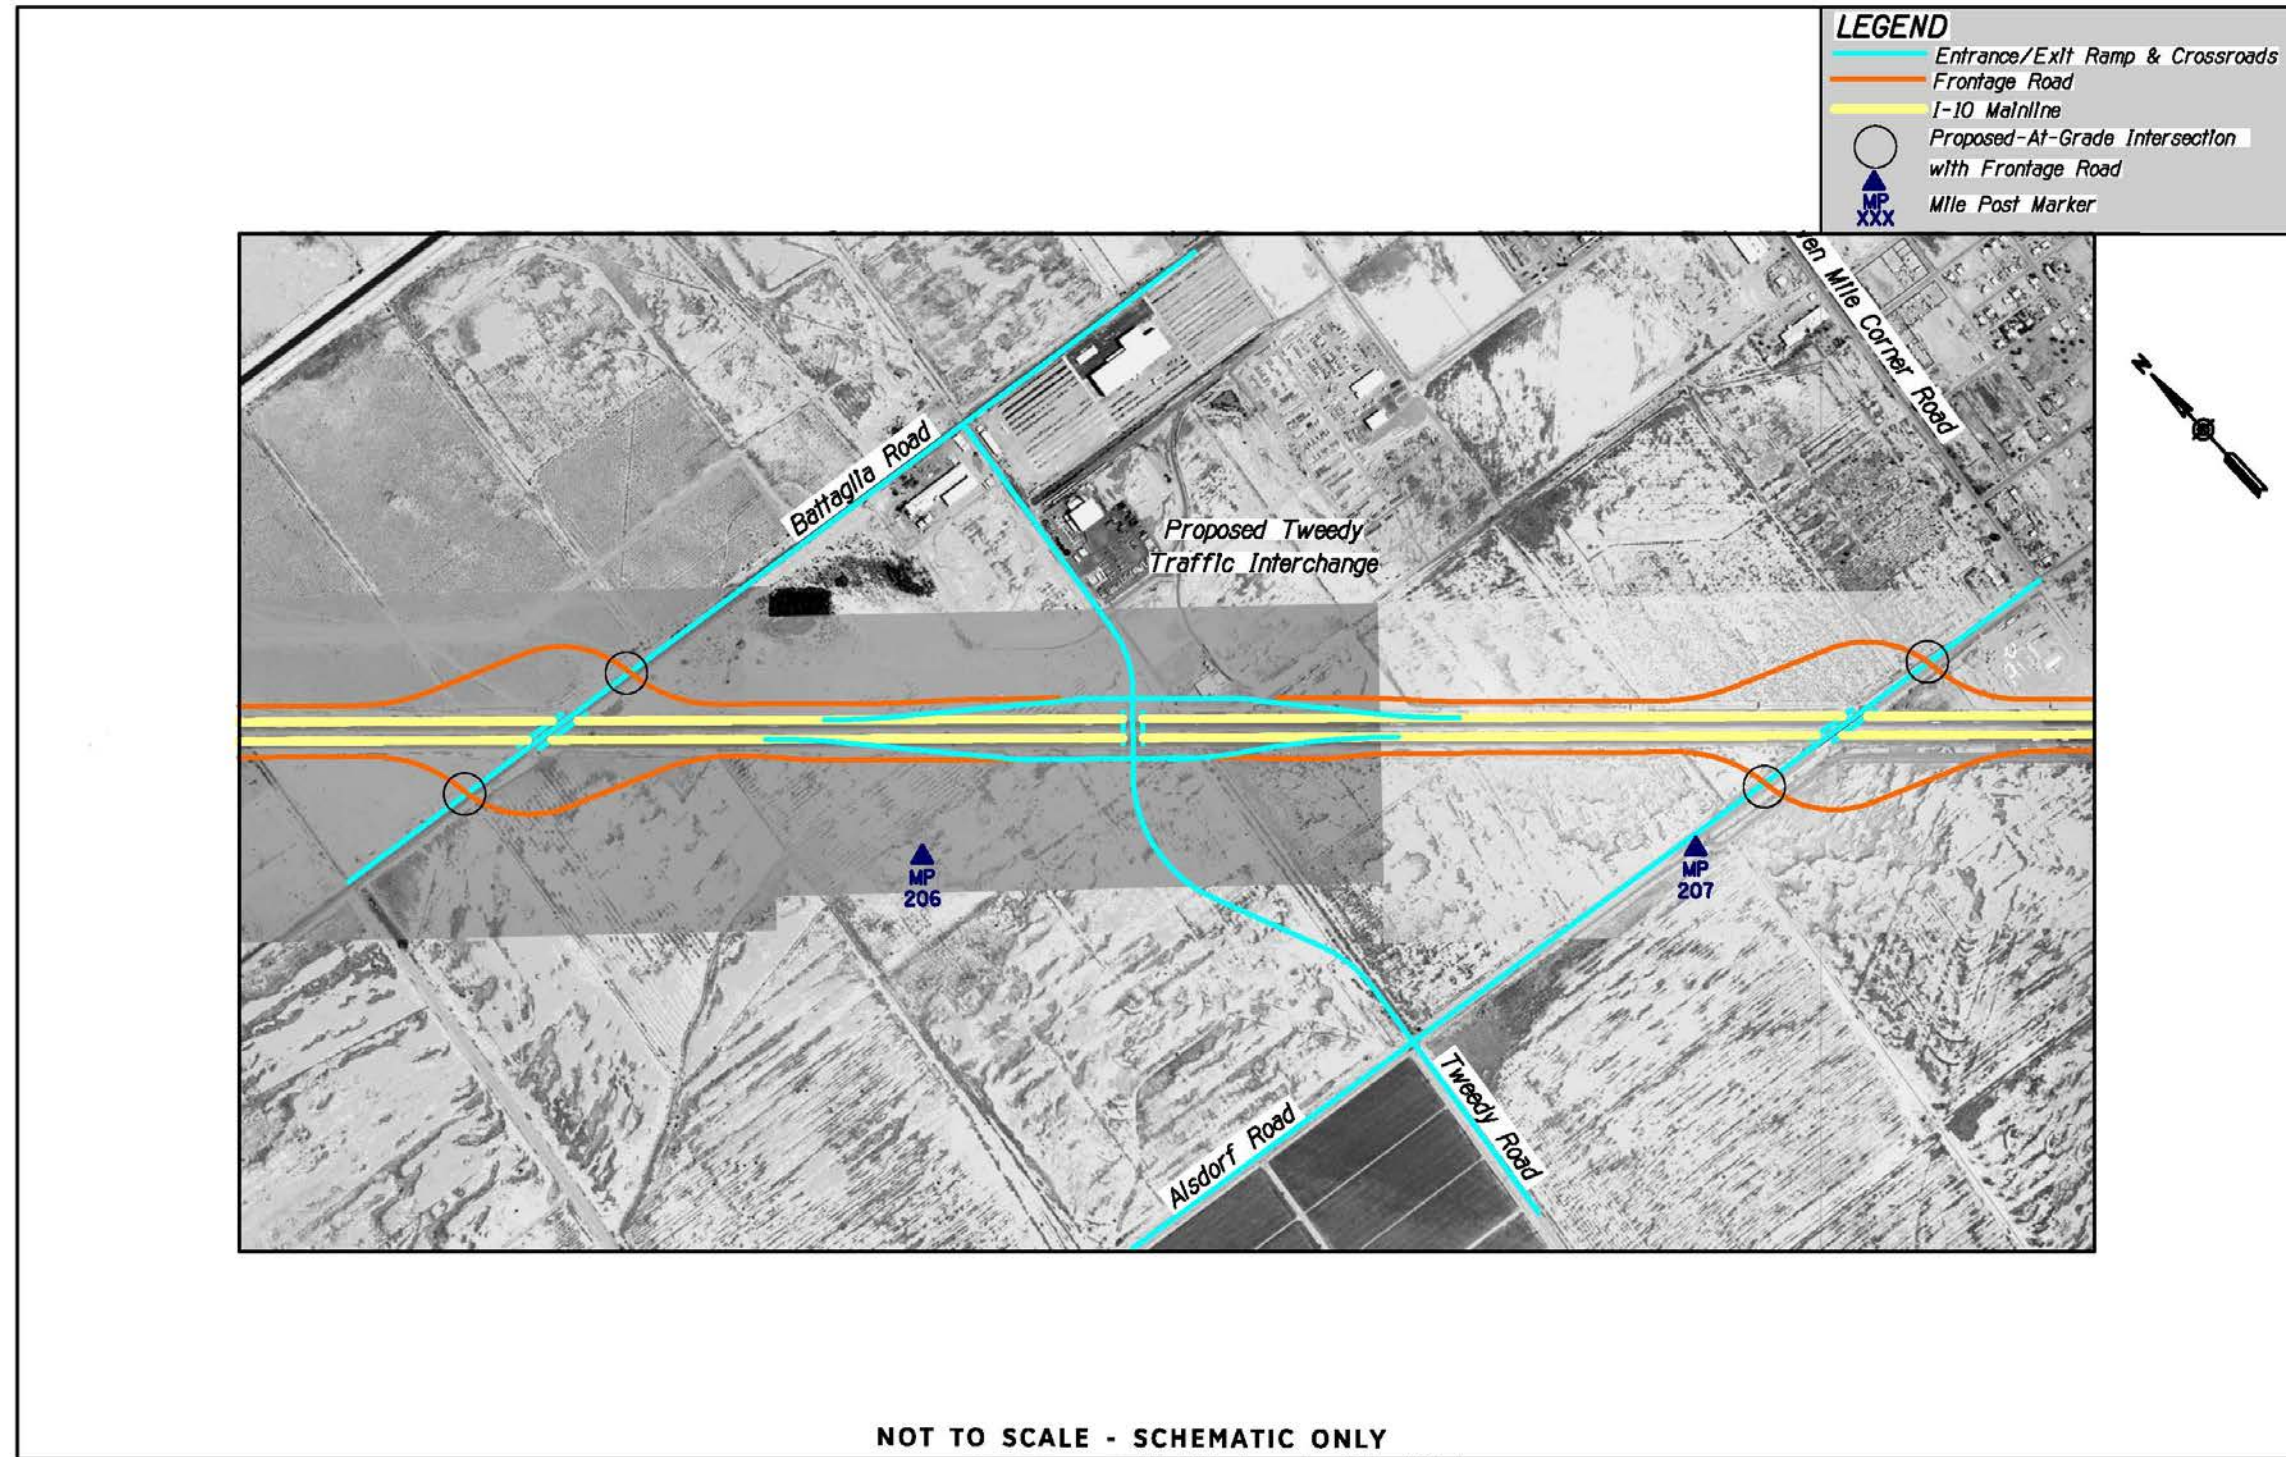 LEGEND
Entrance/Exit Ramp & Crossroads
Frontage Road
I-10 Mainline
Proposed-At-Grade Intersection
with Frontage Road
MP
XXX
Mile Post Marker
ven Mile Corner Road
N
Battaglia Road
Proposed Tweedy
Traffic Interchange
MP
206
MP
207
Tweedy Road
Alsdorf Road
NOT TO SCALE - SCHEMATIC ONLY